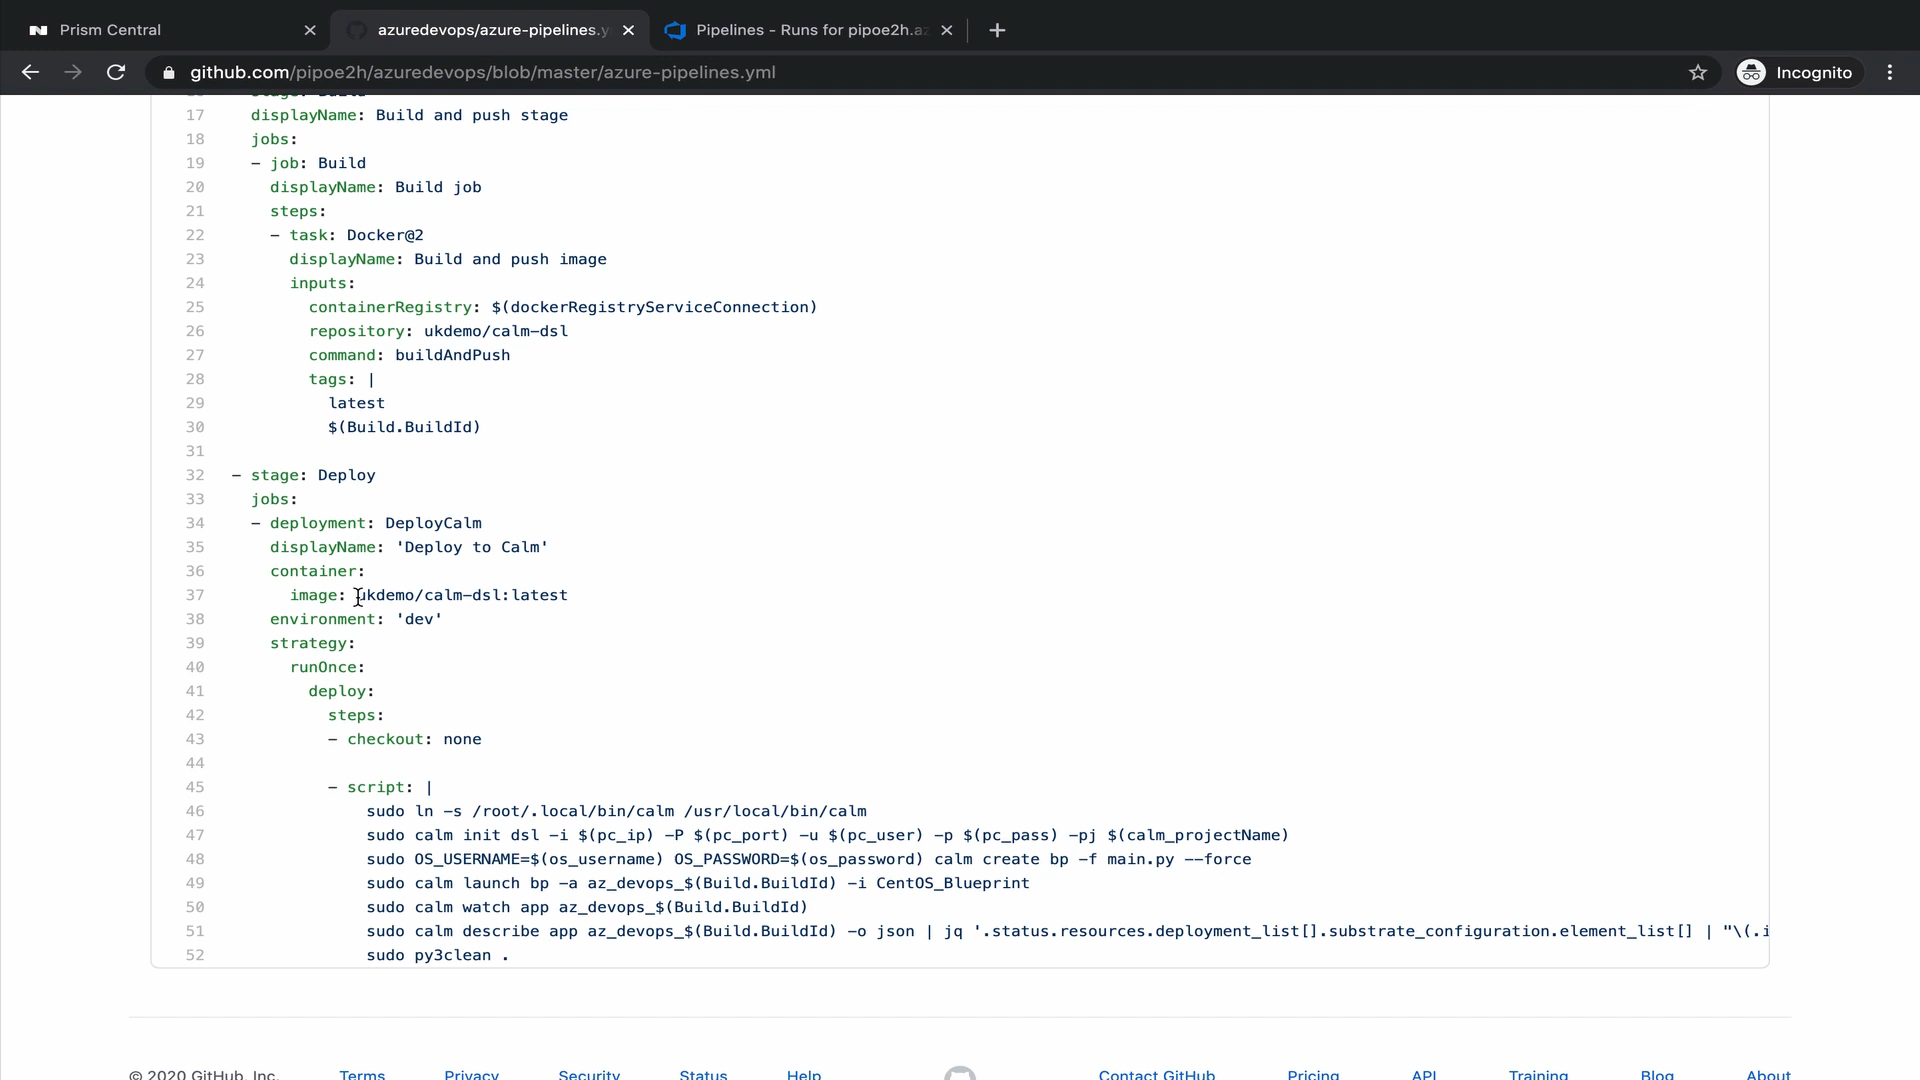 Prism Central
azuredevops/azure-pipelines.y
Pipelines - Runs for pipoe2h.az
github.com/pipoe2h/azuredevops/blob/master/azure-pipelines.yml
Incognito
17 displayName: Build and push stage
18 jobs:
19 - job: Build
20 displayName: Build job
21 steps:
22 - task: Docker@2
23 displayName: Build and push image
24 inputs:
25 containerRegistry: $(dockerRegistryServiceConnection)
26 repository: ukdemo/calm-dsl
27 command: buildAndPush
28 tags: |
29 latest
30 $(Build.BuildId)
31
32 - stage: Deploy
33 jobs:
34 - deployment: DeployCalm
35 displayName: 'Deploy to Calm'
36 container:
37 image: ukdemo/calm-dsl:latest
38 environment: 'dev'
39 strategy:
40 runOnce:
41 deploy:
42 steps:
43 - checkout: none
44
45 - script: |
46 sudo ln -s /root/.local/bin/calm /usr/local/bin/calm
47 sudo calm init dsl -i $(pc_ip) -P $(pc_port) -u $(pc_user) -p $(pc_pass) -pj $(calm_projectName)
48 sudo OS_USERNAME=$(os_username) OS_PASSWORD=$(os_password) calm create bp -f main.py --force
49 sudo calm launch bp -a az_devops_$(Build.BuildId) -i CentOS_Blueprint
50 sudo calm watch app az_devops_$(Build.BuildId)
51 sudo calm describe app az_devops_$(Build.BuildId) -o json | jq '.status.resources.deployment_list[].substrate_configuration.element_list[] | "\(.i
52 sudo py3clean .
© 2020 GitHub, Inc. Terms Privacy Security Status Help Contact GitHub Pricing API Training Blog About